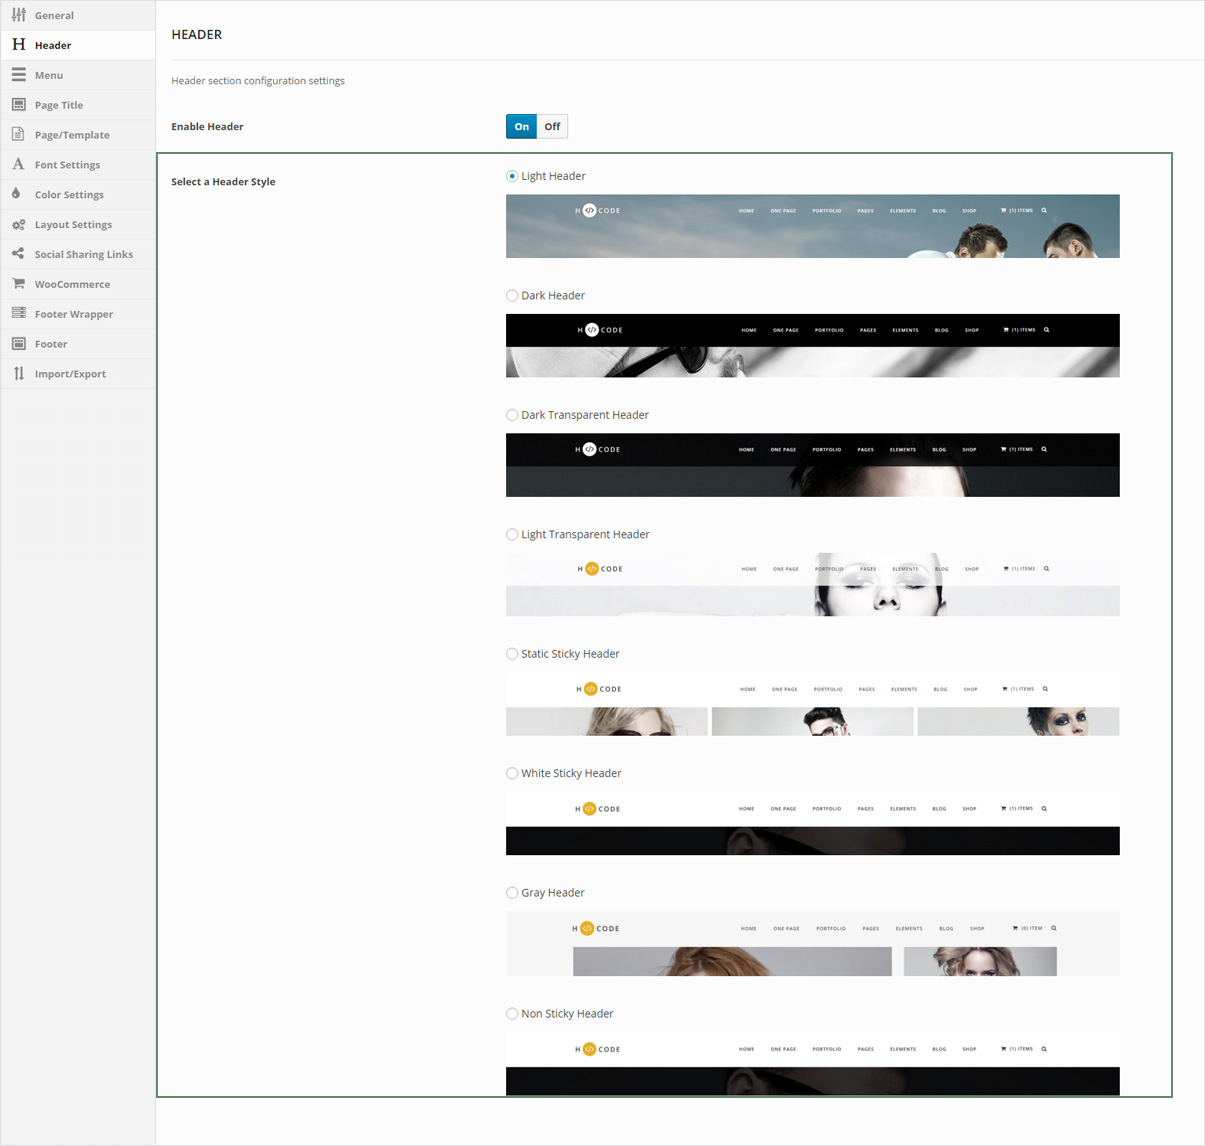 General
Header
Menu
Page Title
Page/Template
Font Settings
Color Settings
Layout Settings
Social Sharing Links
WooCommerce
Footer Wrapper
Footer
Import/Export
HEADER
Header section configuration settings
Enable Header
On Off
Select a Header Style
Light Header
H </> CODE HOME ONE PAGE PORTFOLIO PAGES ELEMENTS BLOG SHOP (1) ITEMS
Dark Header
H </> CODE HOME ONE PAGE PORTFOLIO PAGES ELEMENTS BLOG SHOP (1) ITEMS
Dark Transparent Header
H </> CODE HOME ONE PAGE PORTFOLIO PAGES ELEMENTS BLOG SHOP (1) ITEMS
Light Transparent Header
H </> CODE HOME ONE PAGE PORTFOLIO PAGES ELEMENTS BLOG SHOP (1) ITEMS
Static Sticky Header
H </> CODE HOME ONE PAGE PORTFOLIO PAGES ELEMENTS BLOG SHOP (1) ITEMS
White Sticky Header
H </> CODE HOME ONE PAGE PORTFOLIO PAGES ELEMENTS BLOG SHOP (1) ITEMS
Gray Header
H </> CODE HOME ONE PAGE PORTFOLIO PAGES ELEMENTS BLOG SHOP (0) ITEM
Non Sticky Header
H </> CODE HOME ONE PAGE PORTFOLIO PAGES ELEMENTS BLOG SHOP (1) ITEMS